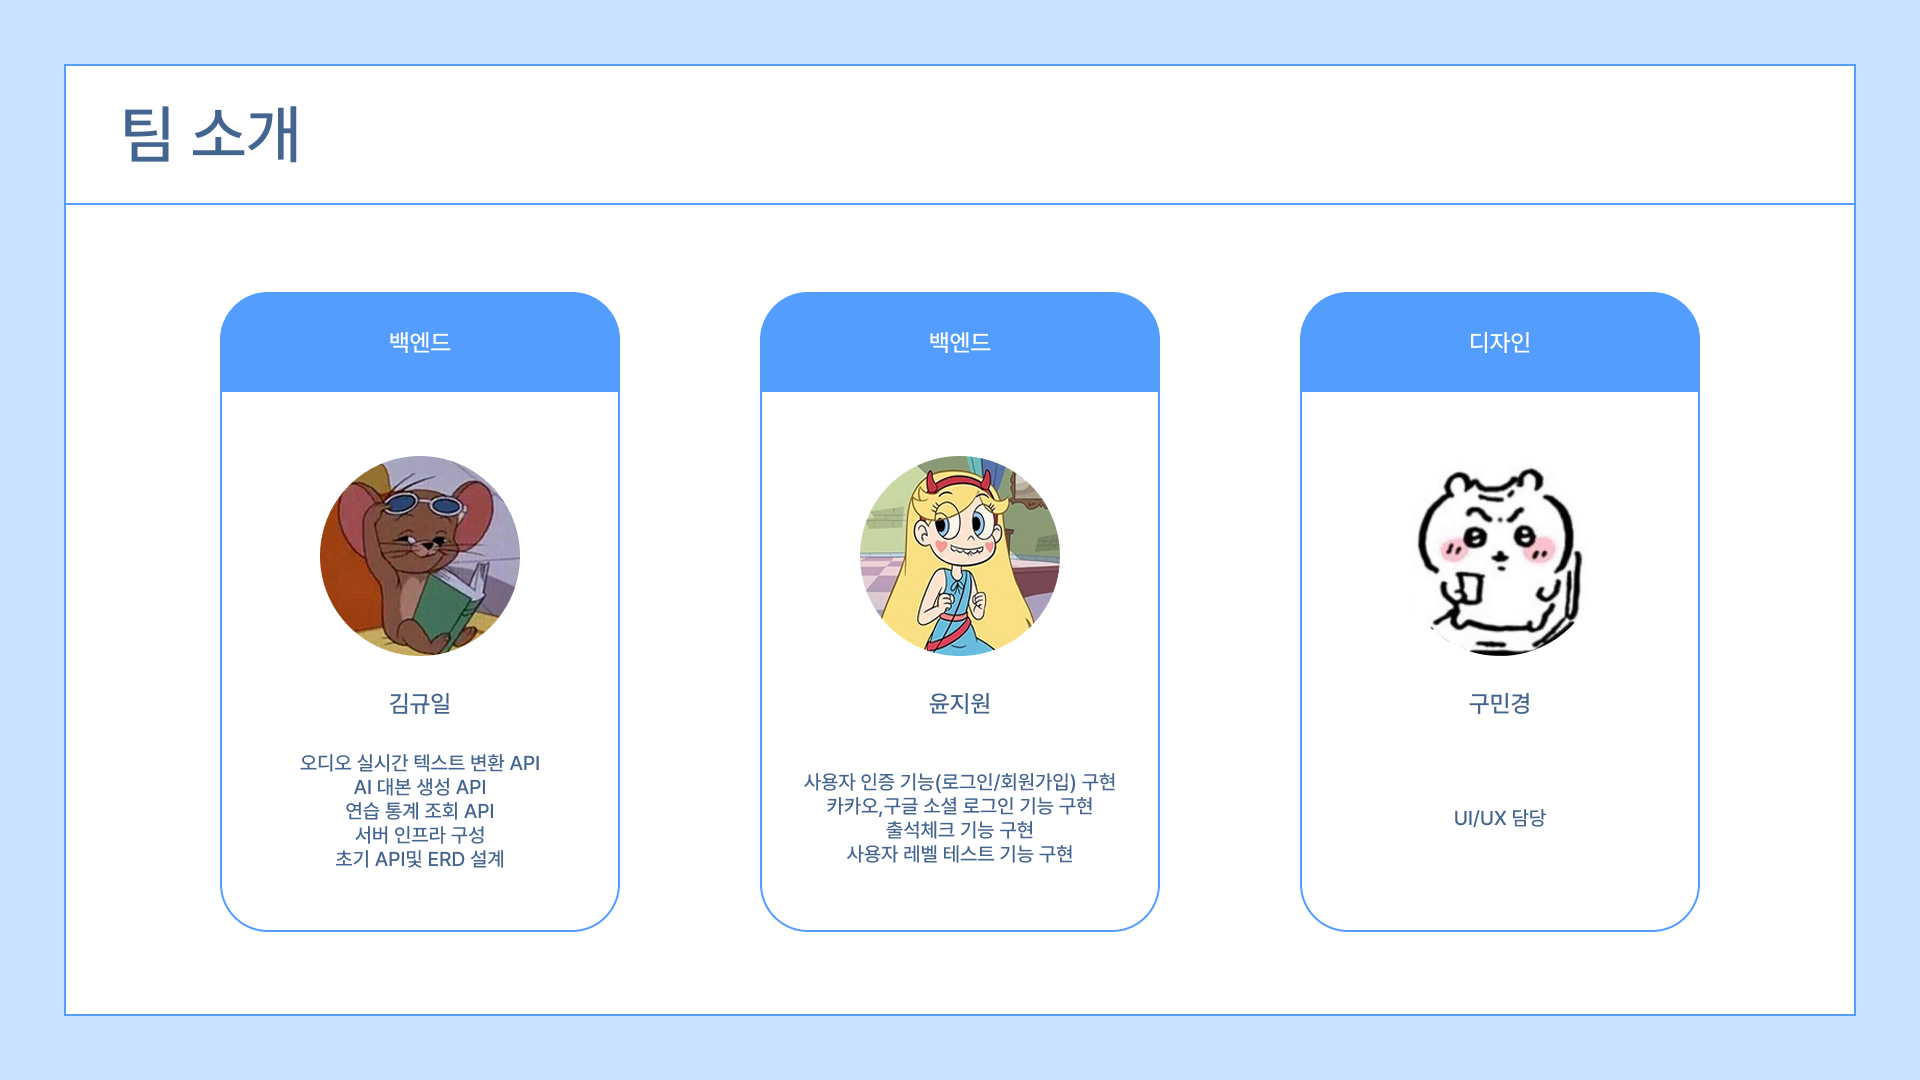 팀 소개
백엔드
김규일
오디오 실시간 텍스트 변환 API
AI 대본 생성 API
연습 통계 조회 API
서버 인프라 구성
초기 API및 ERD 설계
백엔드
윤지원
사용자 인증 기능(로그인/회원가입) 구현
카카오,구글 소셜 로그인 기능 구현
출석체크 기능 구현
사용자 레벨 테스트 기능 구현
디자인
구민경
UI/UX 담당